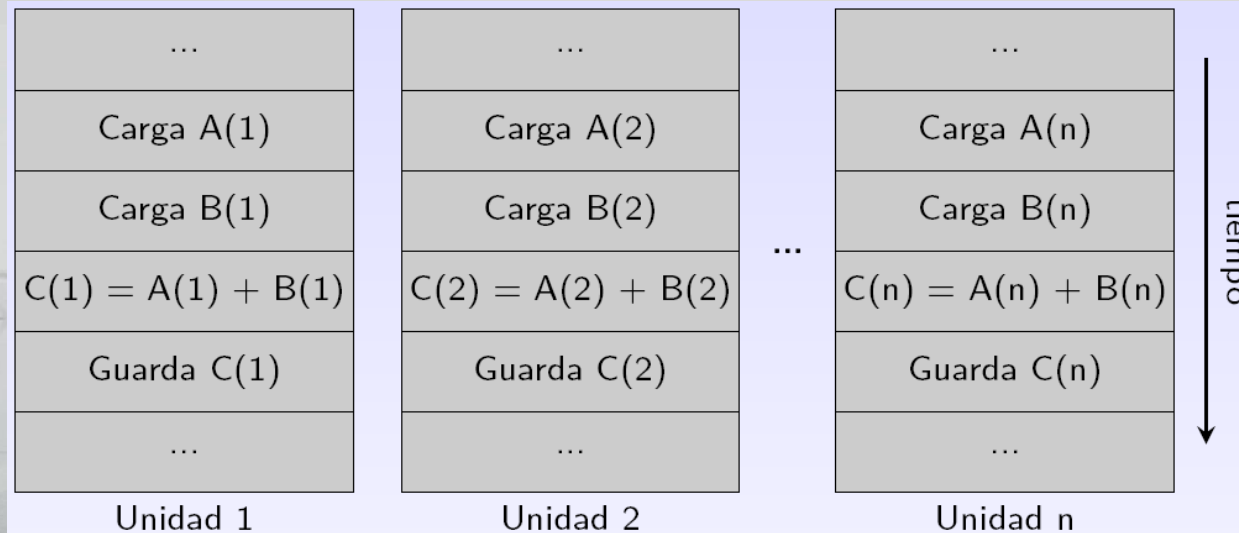 ...
Carga A(1)
Carga B(1)
C(1) = A(1) + B(1)
Guarda C(1)
...
Unidad 1
...
Carga A(2)
Carga B(2)
C(2) = A(2) + B(2)
Guarda C(2)
...
Unidad 2
...
...
Carga A(n)
Carga B(n)
C(n) = A(n) + B(n)
Guarda C(n)
...
Unidad n
tiempo